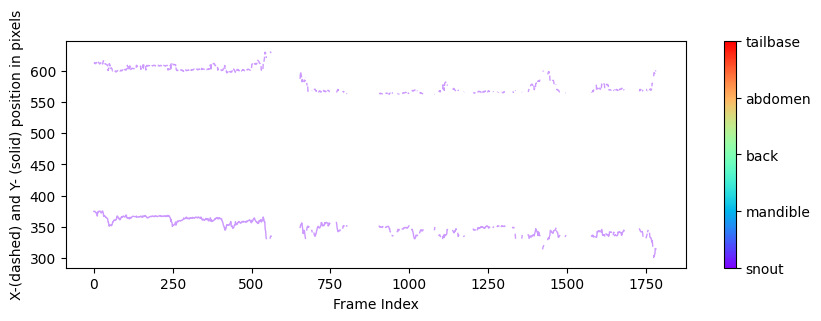 X-(dashed) and Y- (solid) position in pixels
600
550
500
450
400
350
300
0
250
500
750
1000
1250
1500
1750
Frame Index
tailbase
abdomen
back
mandible
snout